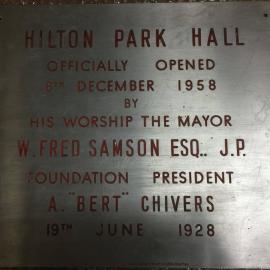 HILTON PARK HALL
OFFICIALLY OPENED
6TH DECEMBER 1958
BY
HIS WORSHIP THE MAYOR
W. FRED SAMSON ESQ., J.P.
FOUNDATION PRESIDENT
A. "BERT" CHIVERS
19TH JUNE 1928